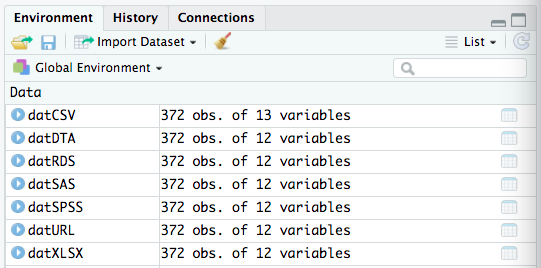 Environment History Connections
Import Dataset List
Global Environment
Data
datCSV 372 obs. of 13 variables
datDTA 372 obs. of 12 variables
datRDS 372 obs. of 12 variables
datSAS 372 obs. of 12 variables
datSPSS 372 obs. of 12 variables
datURL 372 obs. of 12 variables
datXLSX 372 obs. of 12 variables